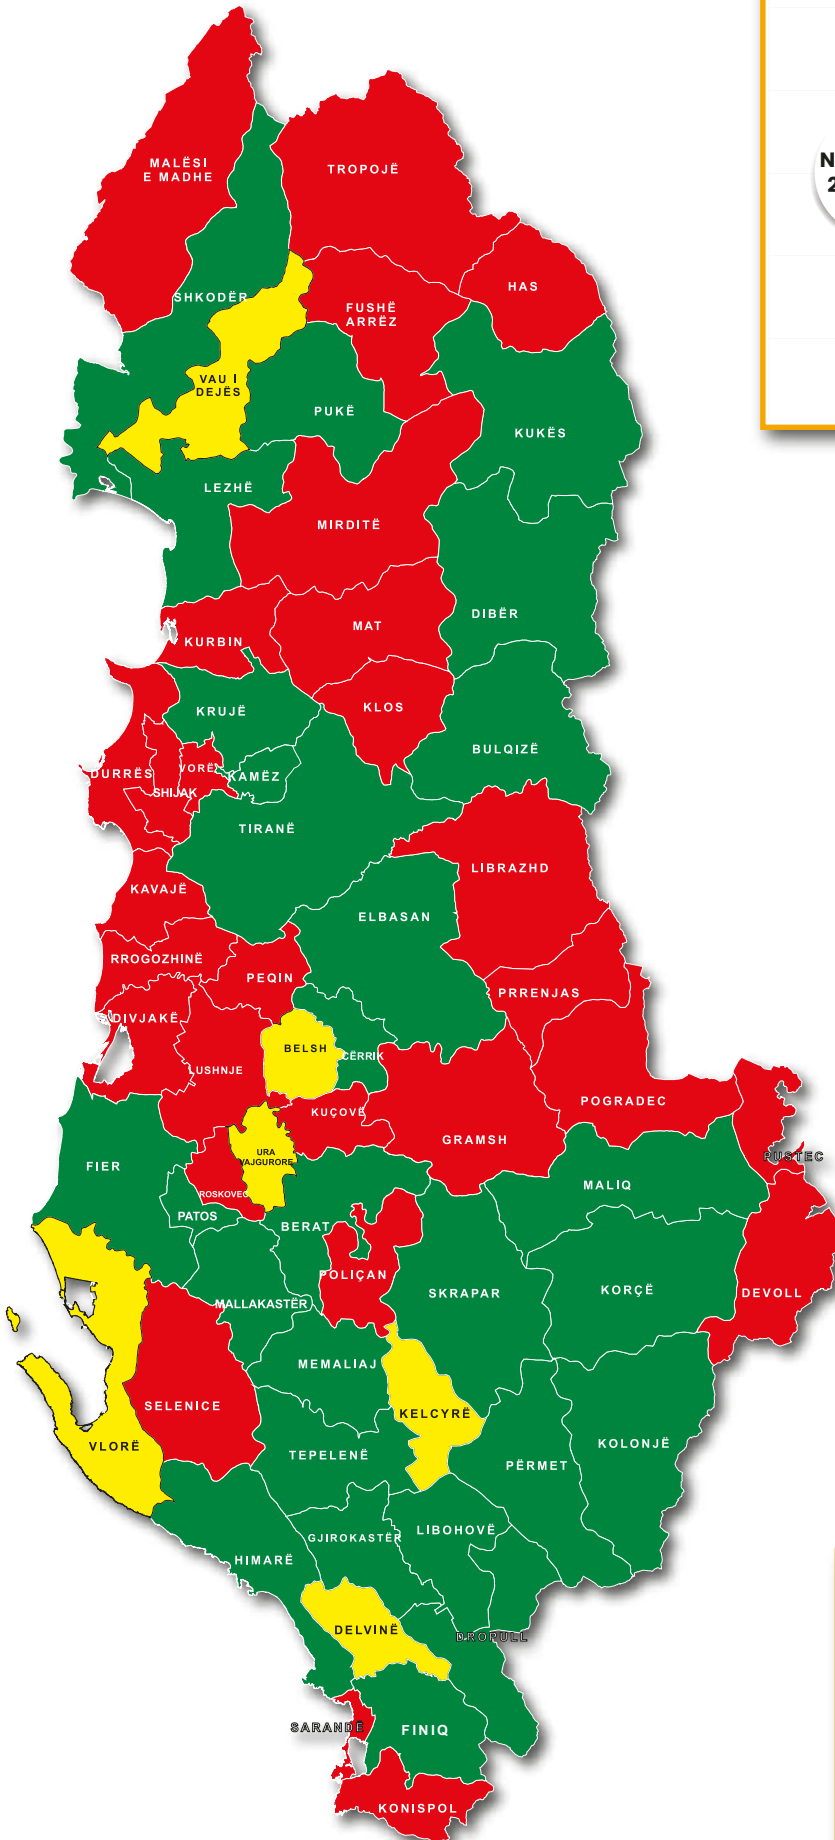 MALËSI
E MADHE
TROPOJË
HAS
SHKODËR
FUSHË
ARRËZ
VAU I
DEJËS
PUKË
KUKËS
LEZHË
MIRDITË
DIBËR
MAT
KURBIN
KLOS
KRUJË
BULQIZË
DURRËS
VORË
KAMËZ
SHIJAK
TIRANË
LIBRAZHD
KAVAJË
ELBASAN
RROGOZHINË
PEQIN
PRRENJAS
DIVJAKË
BELSH
CËRRIK
LUSHNJE
POGRADEC
KUÇOVË
GRAMSH
URA
VAJGURORE
PUSTEC
FIER
MALIQ
ROSKOVEC
PATOS
BERAT
POLIÇAN
SKRAPAR
KORÇË
DEVOLL
MALLAKASTËR
MEMALIAJ
SELENICE
KELCYRË
VLORË
TEPELENË
KOLONJË
PËRMET
GJIROKASTËR
LIBOHOVË
HIMARË
DELVINË
DROPULL
SARANDË
FINIQ
KONISPOL